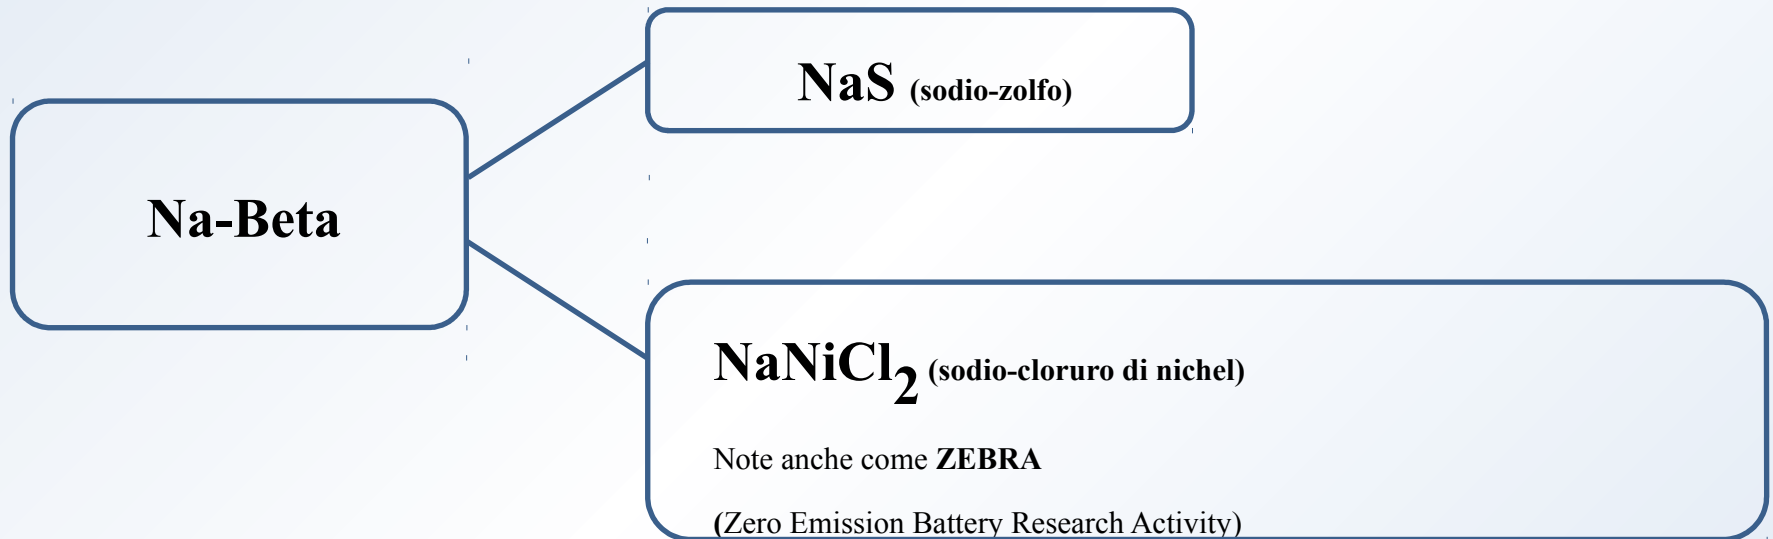 NaS (sodio-zolfo)
Na-Beta
NaNiCl2 (sodio-cloruro di nichel)
Note anche come ZEBRA
(Zero Emission Battery Research Activity)